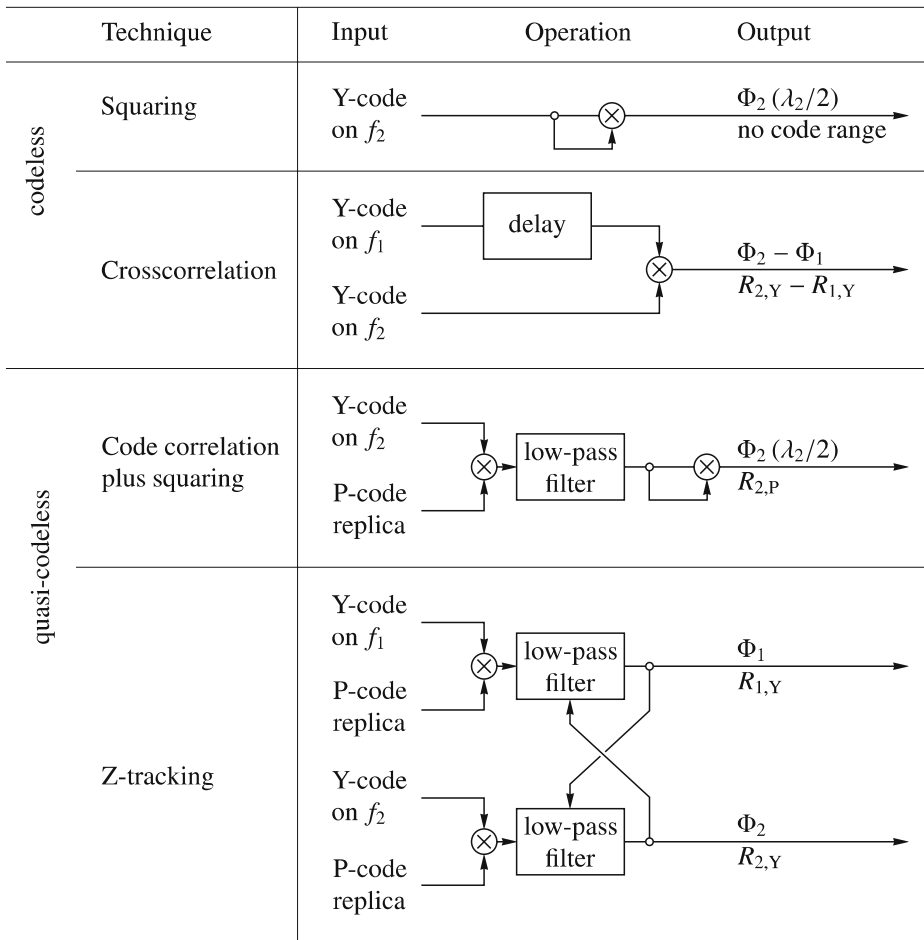 Technique Input Operation Output
codeless
Squaring
Y-code
on f₂
Φ₂ (λ₂/2)
no code range
Crosscorrelation
Y-code
on f₁
delay
Y-code
on f₂
Φ₂ − Φ₁
R₂,Y − R₁,Y
quasi-codeless
Code correlation
plus squaring
Y-code
on f₂
P-code
replica
low-pass
filter
Φ₂ (λ₂/2)
R₂,P
Z-tracking
Y-code
on f₁
P-code
replica
low-pass
filter
Φ₁
R₁,Y
Y-code
on f₂
P-code
replica
low-pass
filter
Φ₂
R₂,Y